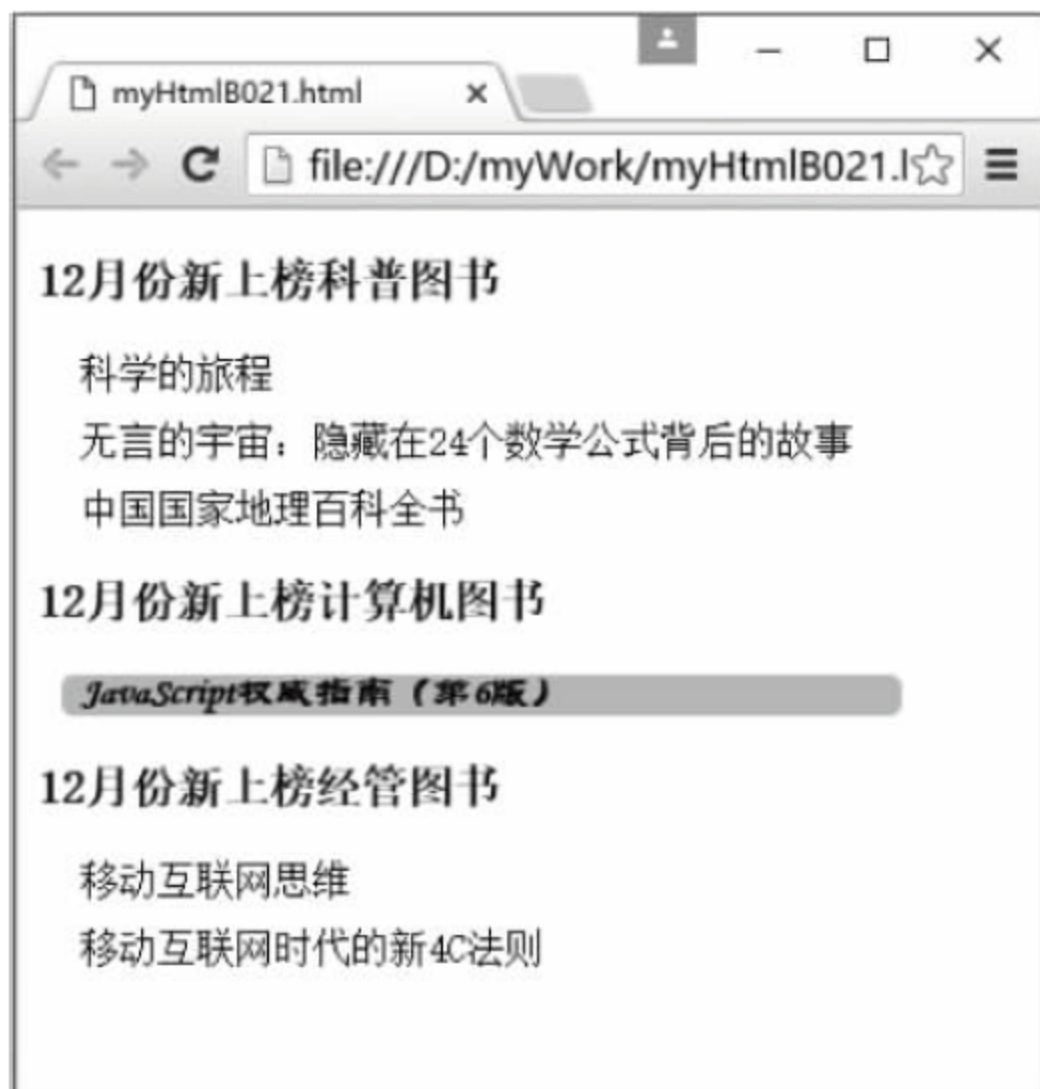 myHtmlB021.html
file:///D:/myWork/myHtmlB021.l
12月份新上榜科普图书
科学的旅程
无言的宇宙：隐藏在24个数学公式背后的故事
中国国家地理百科全书
12月份新上榜计算机图书
JavaScript权威指南（第6版）
12月份新上榜经管图书
移动互联网思维
移动互联网时代的新4C法则